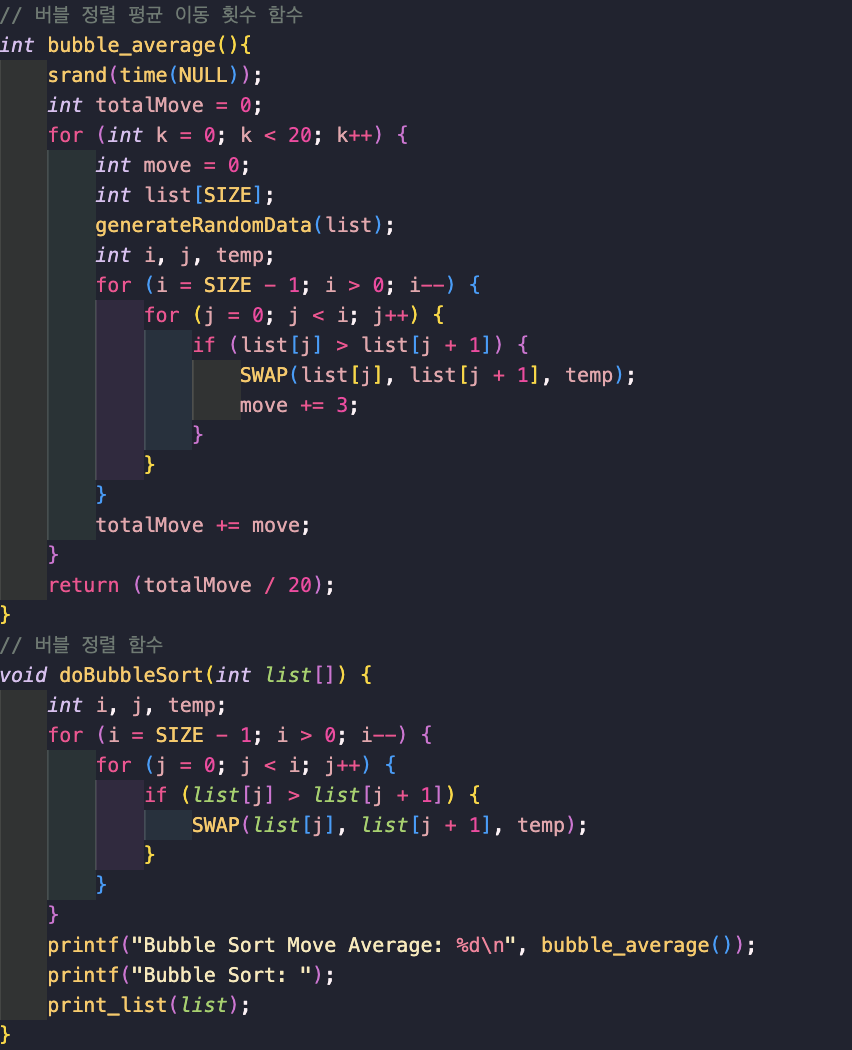 // 버블 정렬 평균 이동 횟수 함수
int bubble_average(){
srand(time(NULL));
int totalMove = 0;
for (int k = 0; k < 20; k++) {
int move = 0;
int list[SIZE];
generateRandomData(list);
int i, j, temp;
for (i = SIZE - 1; i > 0; i--) {
for (j = 0; j < i; j++) {
if (list[j] > list[j + 1]) {
SWAP(list[j], list[j + 1], temp);
move += 3;
}
}
}
totalMove += move;
}
return (totalMove / 20);
}
// 버블 정렬 함수
void doBubbleSort(int list[]) {
int i, j, temp;
for (i = SIZE - 1; i > 0; i--) {
for (j = 0; j < i; j++) {
if (list[j] > list[j + 1]) {
SWAP(list[j], list[j + 1], temp);
}
}
}
printf("Bubble Sort Move Average: %d\n", bubble_average());
printf("Bubble Sort: ");
print_list(list);
}